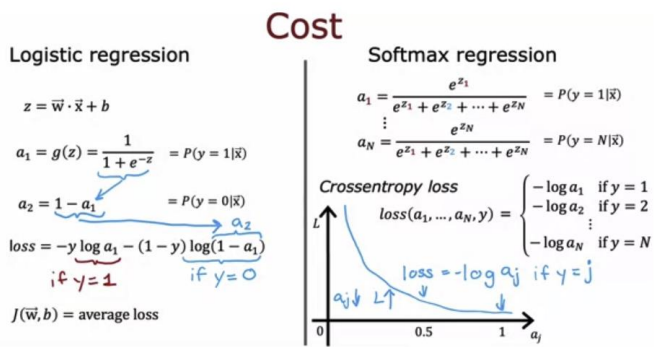 Cost
Logistic regression
z = w⃗ · x⃗ + b
a₁ = g(z) = 1 / (1 + e^(-z)) = P(y = 1|x⃗)
a₂ = 1 − a₁ = P(y = 0|x⃗)
a₂
loss = −y log a₁ − (1 − y) log(1 − a₁)
if y=1 if y=0
J(w⃗, b) = average loss
Softmax regression
a₁ = e^(z₁) / (e^(z₁) + e^(z₂) + ⋯ + e^(z_N)) = P(y = 1|x⃗)
⋮
a_N = e^(z_N) / (e^(z₁) + e^(z₂) + ⋯ + e^(z_N)) = P(y = N|x⃗)
Crossentropy loss
loss(a₁, … , a_N, y) = { − log a₁ if y = 1
− log a₂ if y = 2
⋮
− log a_N if y = N
L
loss = -log aⱼ if y=j
aⱼ↓ L↑
0 0.5 1 aⱼ